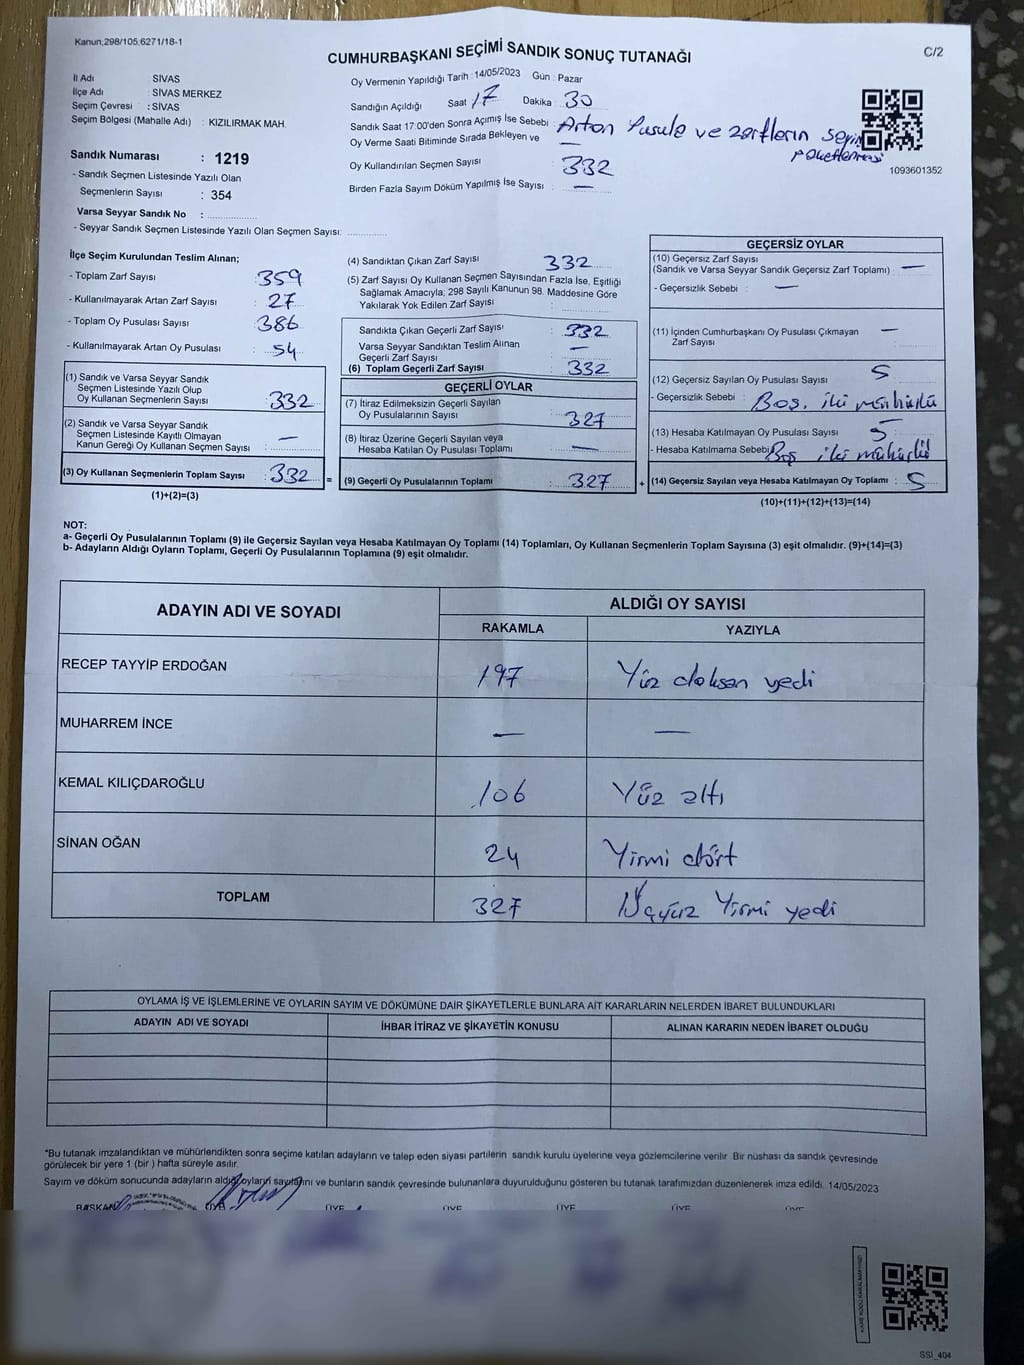 Kanun,298/105,6271/18-1
C/2
CUMHURBAŞKANI SEÇİMİ SANDIK SONUÇ TUTANAĞI
İl Adı SİVAS
İlçe Adı : SİVAS MERKEZ
Seçim Çevresi : SİVAS
Seçim Bölgesi (Mahalle Adı) : KIZILIRMAK MAH.
Sandık Numarası : 1219
- Sandık Seçmen Listesinde Yazılı Olan
Seçmenlerin Sayısı : 354
Varsa Seyyar Sandık No :
- Seyyar Sandık Seçmen Listesinde Yazılı Olan Seçmen Sayısı:
Oy Vermenin Yapıldığı Tarih : 14/05/2023 Gün : Pazar
Sandığın Açıldığı Saat 17 Dakika 30
Sandık Saat 17:00'den Sonra Açımış İse Sebebi : Artan Pusula ve zarfların sayım paketlenmesi
Oy Verme Saati Bitiminde Sırada Bekleyen ve : —
Oy Kullandırılan Seçmen Sayısı : 332
Birden Fazla Sayım Döküm Yapılmış İse Sayısı : —
1093601352
İlçe Seçim Kurulundan Teslim Alınan;
- Toplam Zarf Sayısı : 359
- Kullanılmayarak Artan Zarf Sayısı : 27
- Toplam Oy Pusulası Sayısı : 386
- Kullanılmayarak Artan Oy Pusulası : 54
(1) Sandık ve Varsa Seyyar Sandık
Seçmen Listesinde Yazılı Olup
Oy Kullanan Seçmenlerin Sayısı : 332
(2) Sandık ve Varsa Seyyar Sandık
Seçmen Listesinde Kayıtlı Olmayan
Kanun Gereği Oy Kullanan Seçmen Sayısı : —
(3) Oy Kullanan Seçmenlerin Toplam Sayısı : 332 =
(1)+(2)=(3)
(4) Sandıktan Çıkan Zarf Sayısı 332
(5) Zarf Sayısı Oy Kullanan Seçmen Sayısından Fazla İse, Eşitliği
Sağlamak Amacıyla; 298 Sayılı Kanunun 98. Maddesine Göre
Yakılarak Yok Edilen Zarf Sayısı :
Sandıkta Çıkan Geçerli Zarf Sayısı : 332
Varsa Seyyar Sandıktan Teslim Alınan
Geçerli Zarf Sayısı : —
(6) Toplam Geçerli Zarf Sayısı : 332
GEÇERLİ OYLAR
(7) İtiraz Edilmeksizin Geçerli Sayılan
Oy Pusulalarının Sayısı : 327
(8) İtiraz Üzerine Geçerli Sayılan veya
Hesaba Katılan Oy Pusulaları Toplamı : —
(9) Geçerli Oy Pusulalarının Toplamı : 327 +
GEÇERSİZ OYLAR
(10) Geçersiz Zarf Sayısı
(Sandık ve Varsa Seyyar Sandık Geçersiz Zarf Toplamı) : —
- Geçersizlik Sebebi : —
(11) İçinden Cumhurbaşkanı Oy Pusulası Çıkmayan
Zarf Sayısı : —
(12) Geçersiz Sayılan Oy Pusulası Sayısı : 5
- Geçersizlik Sebebi : Boş, iki mühürlü
(13) Hesaba Katılmayan Oy Pusulası Sayısı : 5
- Hesaba Katılmama Sebebi : Boş iki mühürlü
(14) Geçersiz Sayılan veya Hesaba Katılmayan Oy Toplamı : 5
(10)+(11)+(12)+(13)=(14)
NOT:
a- Geçerli Oy Pusulalarının Toplamı (9) ile Geçersiz Sayılan veya Hesaba Katılmayan Oy Toplamı (14) Toplamları, Oy Kullanan Seçmenlerin Toplam Sayısına (3) eşit olmalıdır. (9)+(14)=(3)
b- Adayların Aldığı Oyların Toplamı, Geçerli Oy Pusulalarının Toplamına (9) eşit olmalıdır.
ADAYIN ADI VE SOYADI ALDIĞI OY SAYISI
RAKAMLA YAZIYLA
RECEP TAYYİP ERDOĞAN 197 Yüz doksan yedi
MUHARREM İNCE — —
KEMAL KILIÇDAROĞLU 106 Yüz altı
SİNAN OĞAN 24 Yirmi dört
TOPLAM 327 Üçyüz Yirmi yedi
OYLAMA İŞ VE İŞLEMLERİNE VE OYLARIN SAYIM VE DÖKÜMÜNE DAİR ŞİKAYETLERLE BUNLARA AİT KARARLARIN NELERDEN İBARET BULUNDUKLARI
ADAYIN ADI VE SOYADI İHBAR İTİRAZ VE ŞİKAYETİN KONUSU ALINAN KARARIN NEDEN İBARET OLDUĞU
*Bu tutanak imzalandıktan ve mühürlendikten sonra seçime katılan adayların ve talep eden siyasi partilerin sandık kurulu üyelerine veya gözlemcilerine verilir. Bir nüshası da sandık çevresinde
görülecek bir yere 1 (bir ) hafta süreyle asılır.
Sayım ve döküm sonucunda adayların aldığı oyların sayılarını ve bunların sandık çevresinde bulunanlara duyurulduğunu gösteren bu tutanak tarafımızdan düzenlenerek imza edildi. 14/05/2023
BAŞKAN ÜYE ÜYE ÜYE ÜYE ÜYE ÜYE
SSİ_404